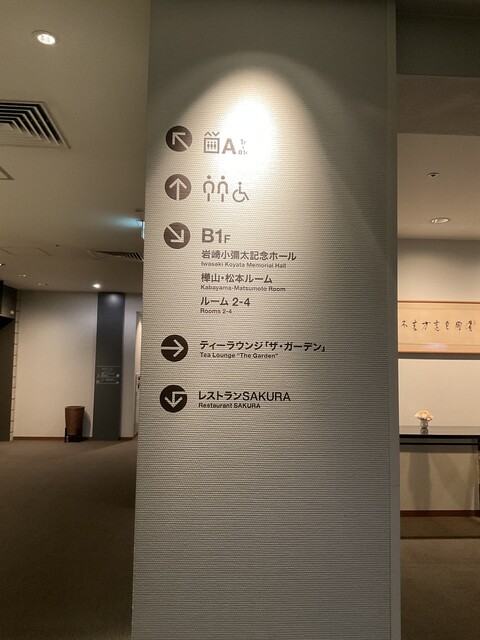 A
B1F
岩崎小彌太記念ホール
Iwasaki Koyata Memorial Hall
樺山・松本ルーム
Kabayama-Matsumoto Room
ルーム 2-4
Rooms 2-4
ティーラウンジ「ザ・ガーデン」
Tea Lounge "The Garden"
レストランSAKURA
Restaurant SAKURA